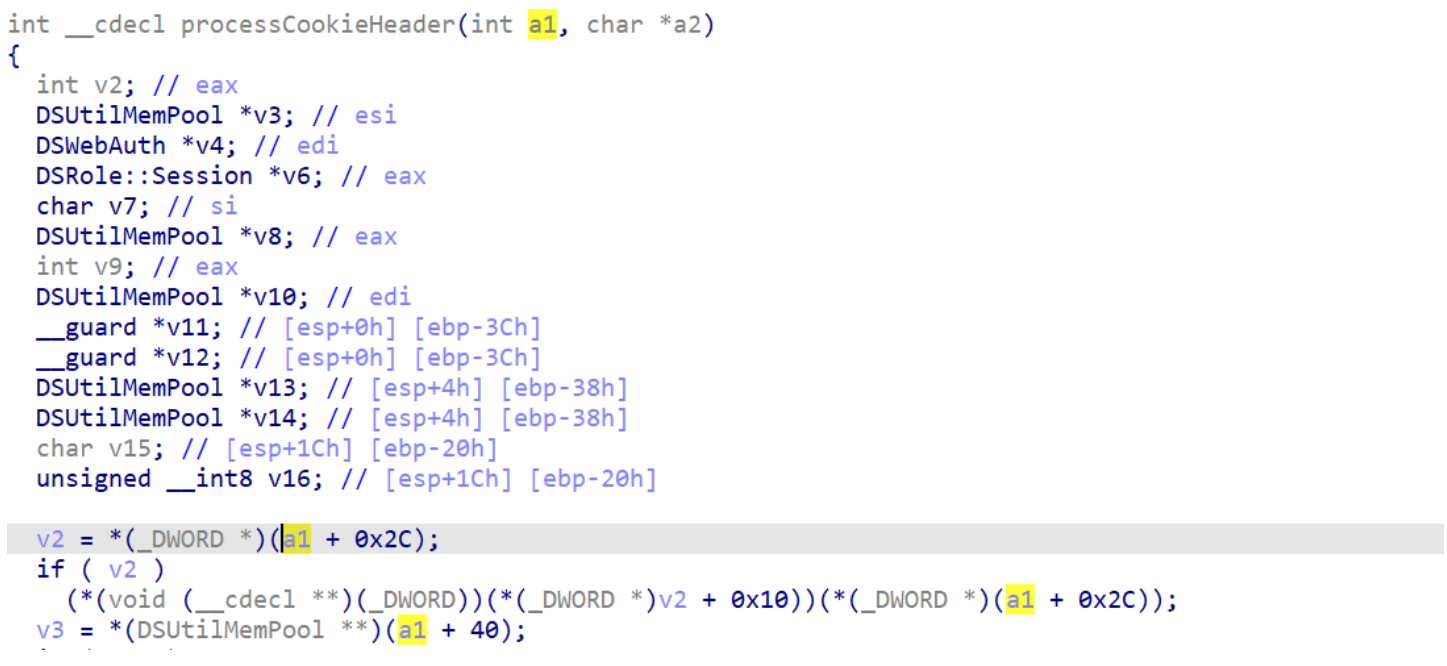 int __cdecl processCookieHeader(int a1, char *a2)
{
int v2; // eax
DSUtilMemPool *v3; // esi
DSWebAuth *v4; // edi
DSRole::Session *v6; // eax
char v7; // si
DSUtilMemPool *v8; // eax
int v9; // eax
DSUtilMemPool *v10; // edi
__guard *v11; // [esp+0h] [ebp-3Ch]
__guard *v12; // [esp+0h] [ebp-3Ch]
DSUtilMemPool *v13; // [esp+4h] [ebp-38h]
DSUtilMemPool *v14; // [esp+4h] [ebp-38h]
char v15; // [esp+1Ch] [ebp-20h]
unsigned __int8 v16; // [esp+1Ch] [ebp-20h]
v2 = *(_DWORD *)(a1 + 0x2C);
if ( v2 )
(*(void (__cdecl **)(_DWORD))(*(_DWORD *)v2 + 0x10))(*(_DWORD *)(a1 + 0x2C));
v3 = *(DSUtilMemPool **)(a1 + 40);